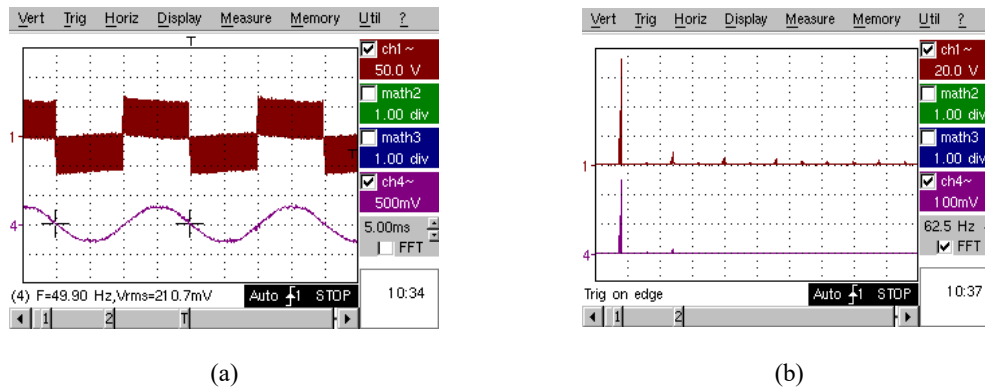 Vert Trig Horiz Display Measure Memory Util ?
T
ch1 ~
50.0 V
math2
1.00 div
math3
1.00 div
ch4~
500mV
5.00ms
FFT
1
T
4
(4) F=49.90 Hz,Vrms=210.7mV Auto 1 STOP 10:34
1 2 T
(a)
Vert Trig Horiz Display Measure Memory Util ?
ch1 ~
20.0 V
math2
1.00 div
math3
1.00 div
ch4~
100mV
62.5 Hz
FFT
1
4
Trig on edge Auto 1 STOP 10:37
1 2
(b)